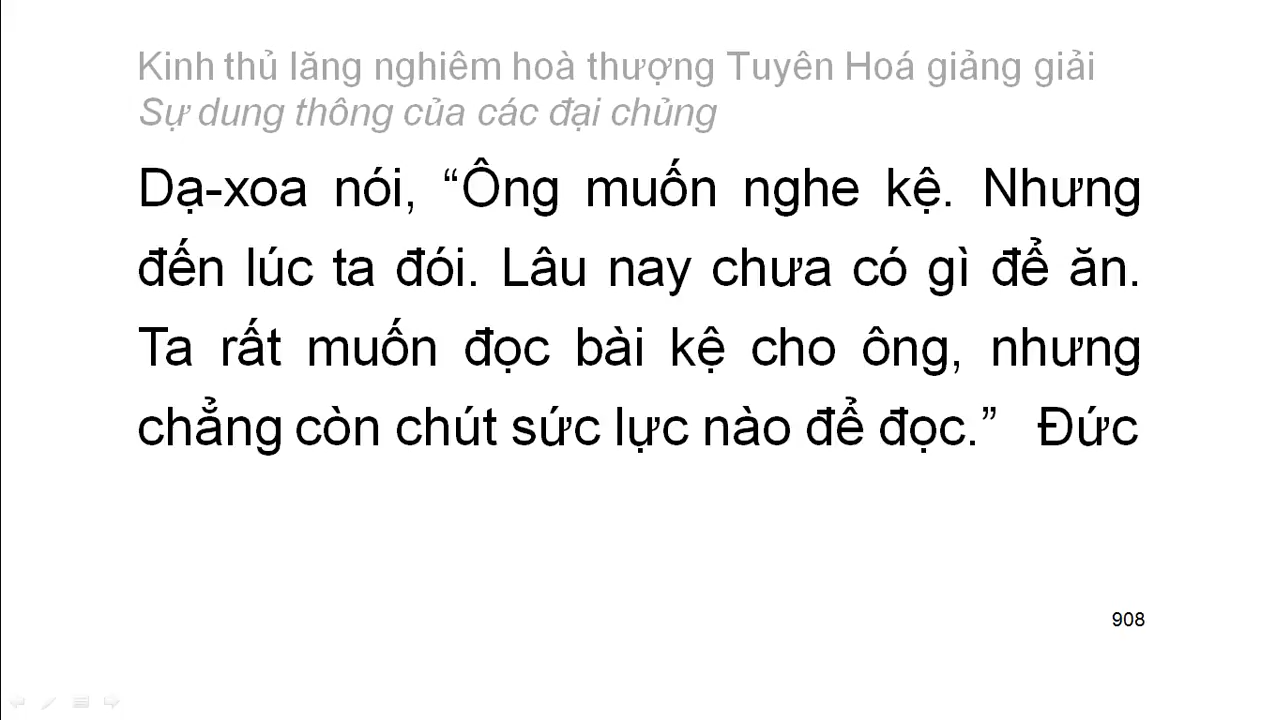 Kinh thủ lăng nghiêm hoà thượng Tuyên Hoá giảng giải
Sự dung thông của các đại chủng
Dạ-xoa nói, “Ông muốn nghe kệ. Nhưng
đến lúc ta đói. Lâu nay chưa có gì để ăn.
Ta rất muốn đọc bài kệ cho ông, nhưng
chẳng còn chút sức lực nào để đọc.” Đức
908